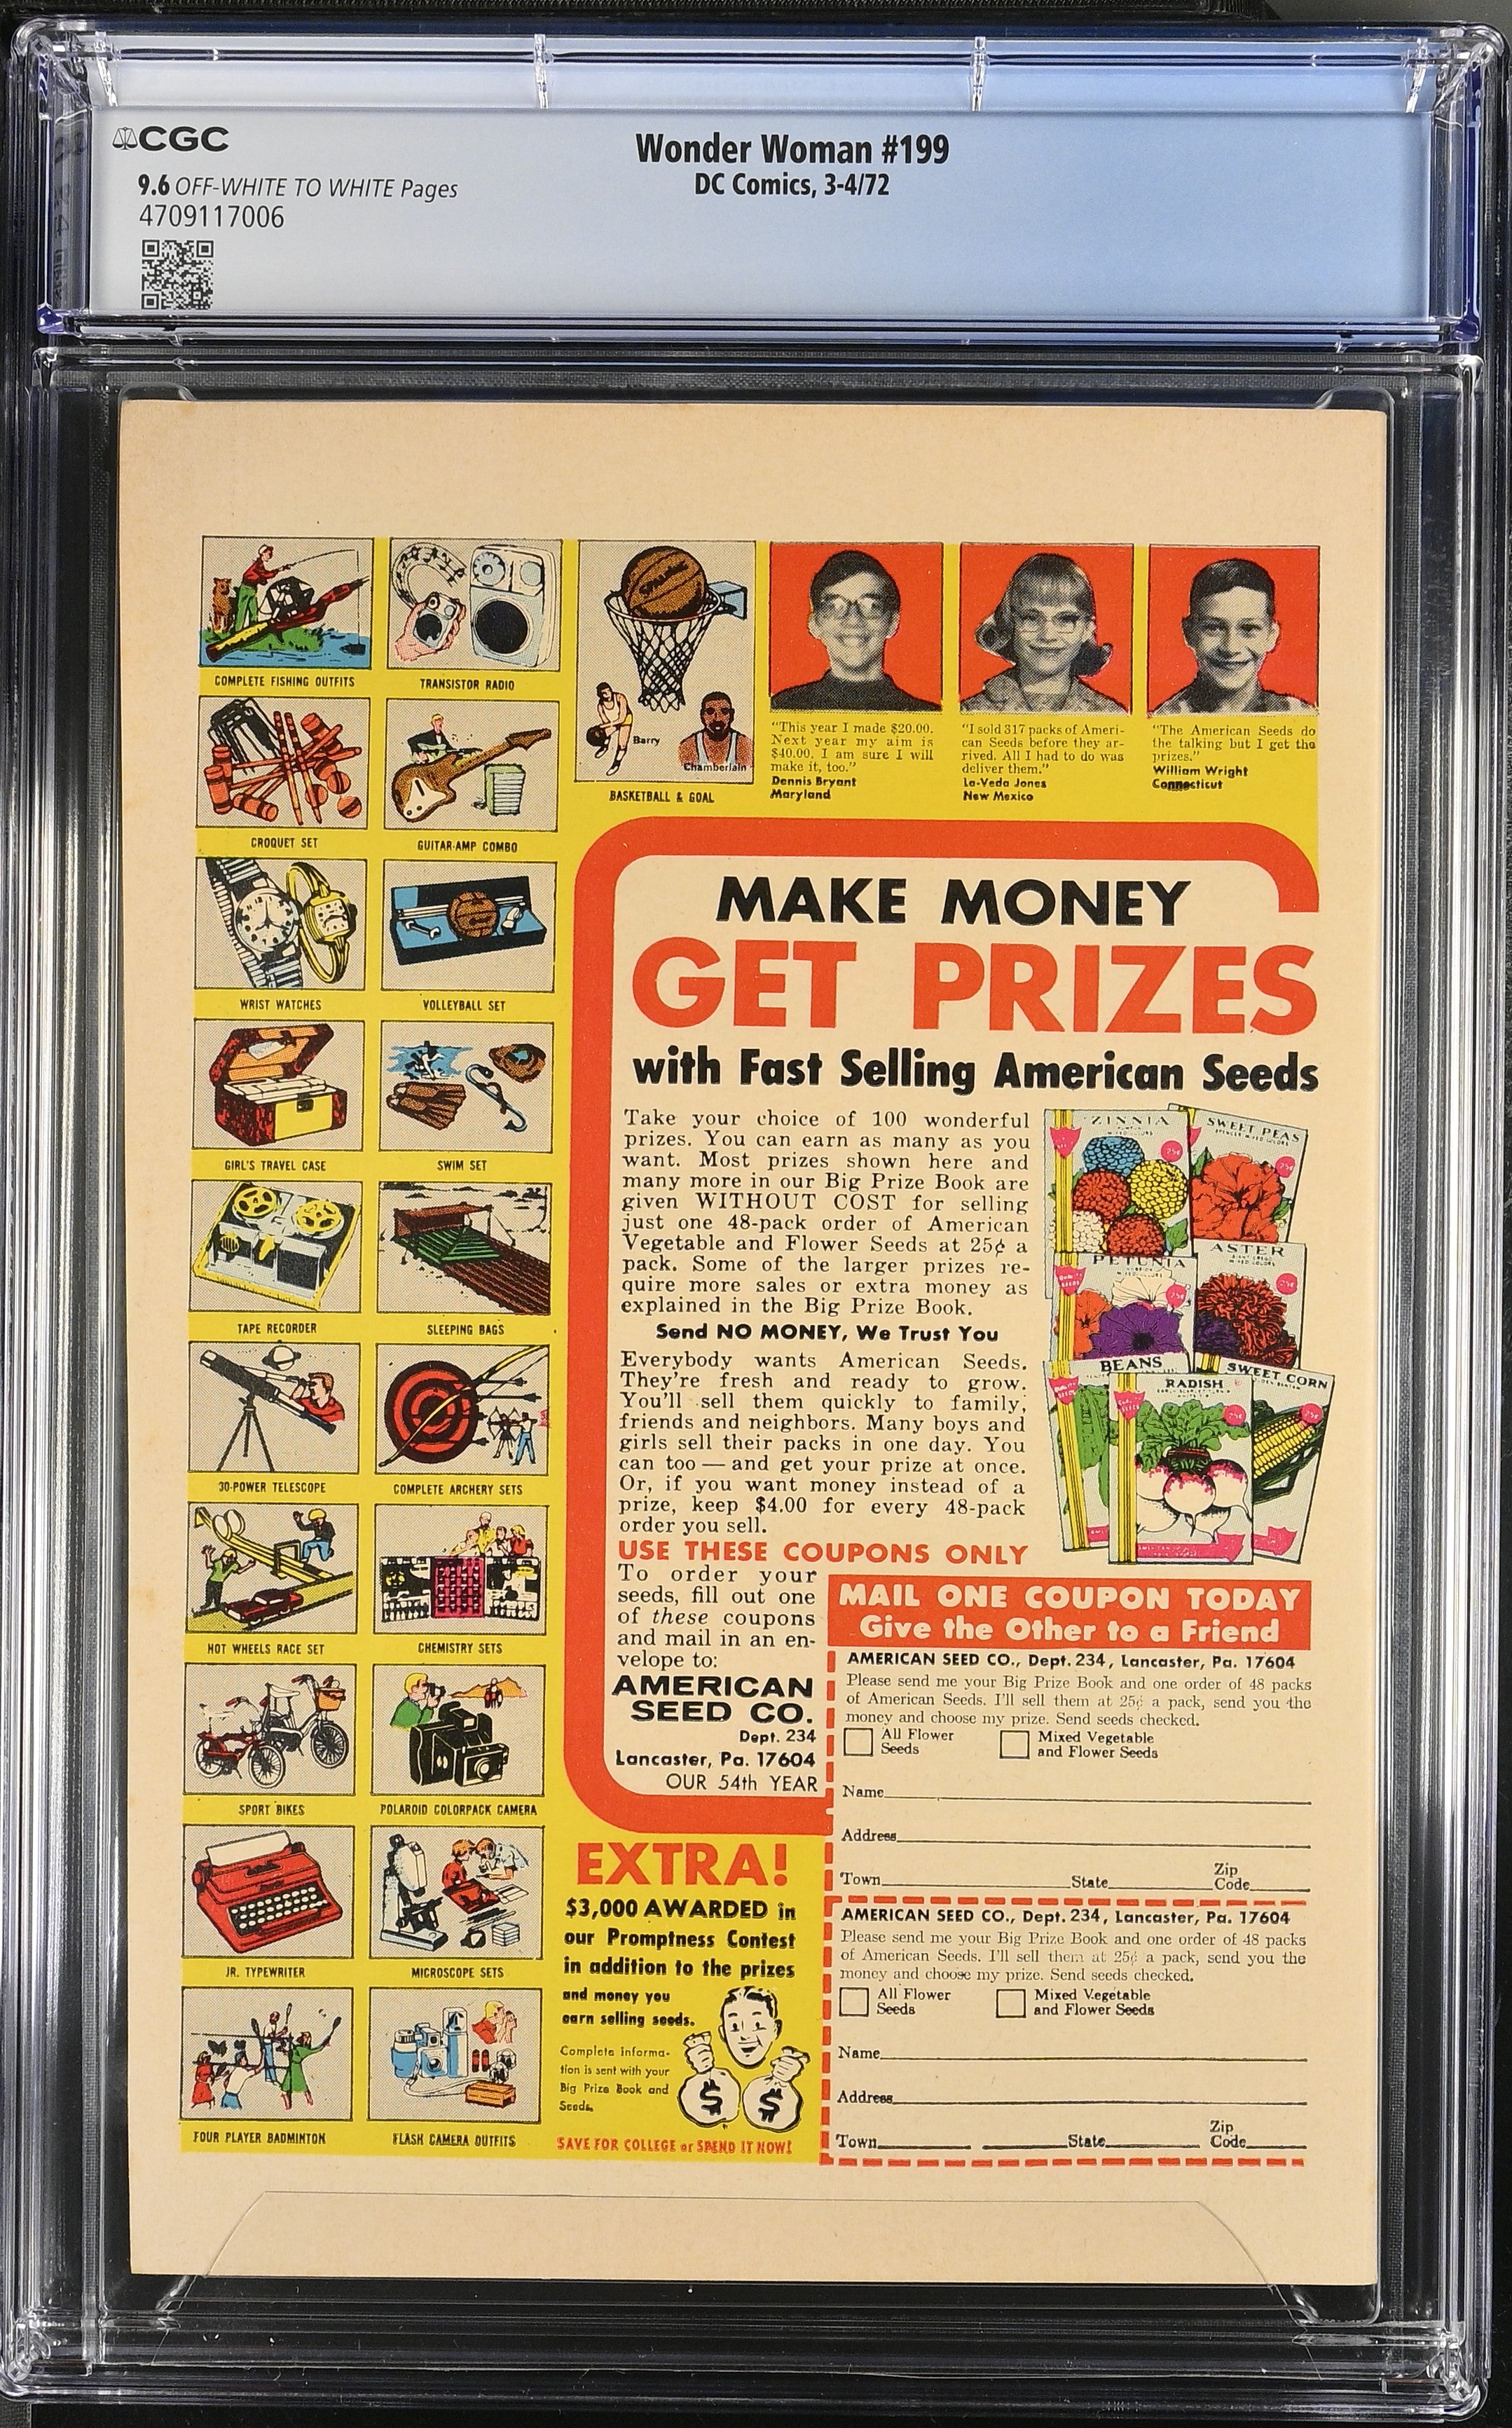 CGC
9.6 OFF-WHITE TO WHITE Pages
4709117006
Wonder Woman #199
DC Comics, 3-4/72
COMPLETE FISHING OUTFITS
TRANSISTOR RADIO
CROQUET SET
GUITAR-AMP COMBO
WRIST WATCHES
VOLLEYBALL SET
GIRL'S TRAVEL CASE
SWIM SET
TAPE RECORDER
SLEEPING BAGS
30-POWER TELESCOPE
COMPLETE ARCHERY SETS
HOT WHEELS RACE SET
CHEMISTRY SETS
SPORT BIKES
POLAROID COLORPACK CAMERA
JR. TYPEWRITER
MICROSCOPE SETS
FOUR PLAYER BADMINTON
FLASH CAMERA OUTFITS
Barry
Chamberlain
BASKETBALL & GOAL
"This year I made $20.00.
Next year my aim is
$40.00. I am sure I will
make it, too."
Dennis Bryant
Maryland
"I sold 317 packs of Ameri-
can Seeds before they ar-
rived. All I had to do was
deliver them."
La-Veda Jones
New Mexico
"The American Seeds do
the talking but I get the
prizes."
William Wright
Connecticut
MAKE MONEY
GET PRIZES
with Fast Selling American Seeds
Take your choice of 100 wonderful
prizes. You can earn as many as you
want. Most prizes shown here and
many more in our Big Prize Book are
given WITHOUT COST for selling
just one 48-pack order of American
Vegetable and Flower Seeds at 25¢ a
pack. Some of the larger prizes re-
quire more sales or extra money as
explained in the Big Prize Book.
Send NO MONEY, We Trust You
Everybody wants American Seeds.
They're fresh and ready to grow.
You'll sell them quickly to family,
friends and neighbors. Many boys and
girls sell their packs in one day. You
can too — and get your prize at once.
Or, if you want money instead of a
prize, keep $4.00 for every 48-pack
order you sell.
ZINNIA
25¢
SWEET PEAS
25¢
PETUNIA
25¢
ASTER
25¢
BEANS
RADISH
25¢
SWEET CORN
25¢
USE THESE COUPONS ONLY
To order your
seeds, fill out one
of these coupons
and mail in an en-
velope to:
AMERICAN
SEED CO.
Dept. 234
Lancaster, Pa. 17604
OUR 54th YEAR
EXTRA!
$3,000 AWARDED in
our Promptness Contest
in addition to the prizes
and money you
earn selling seeds.
Complete informa-
tion is sent with your
Big Prize Book and
Seeds.
$ $
SAVE FOR COLLEGE or SPEND IT NOW!
MAIL ONE COUPON TODAY
Give the Other to a Friend
AMERICAN SEED CO., Dept. 234, Lancaster, Pa. 17604
Please send me your Big Prize Book and one order of 48 packs
of American Seeds. I'll sell them at 25¢ a pack, send you the
money and choose my prize. Send seeds checked.
All Flower
Seeds
Mixed Vegetable
and Flower Seeds
Name
Address
Town State Zip
Code
AMERICAN SEED CO., Dept. 234, Lancaster, Pa. 17604
Please send me your Big Prize Book and one order of 48 packs
of American Seeds. I'll sell them at 25¢ a pack, send you the
money and choose my prize. Send seeds checked.
All Flower
Seeds
Mixed Vegetable
and Flower Seeds
Name
Address
Town State Zip
Code